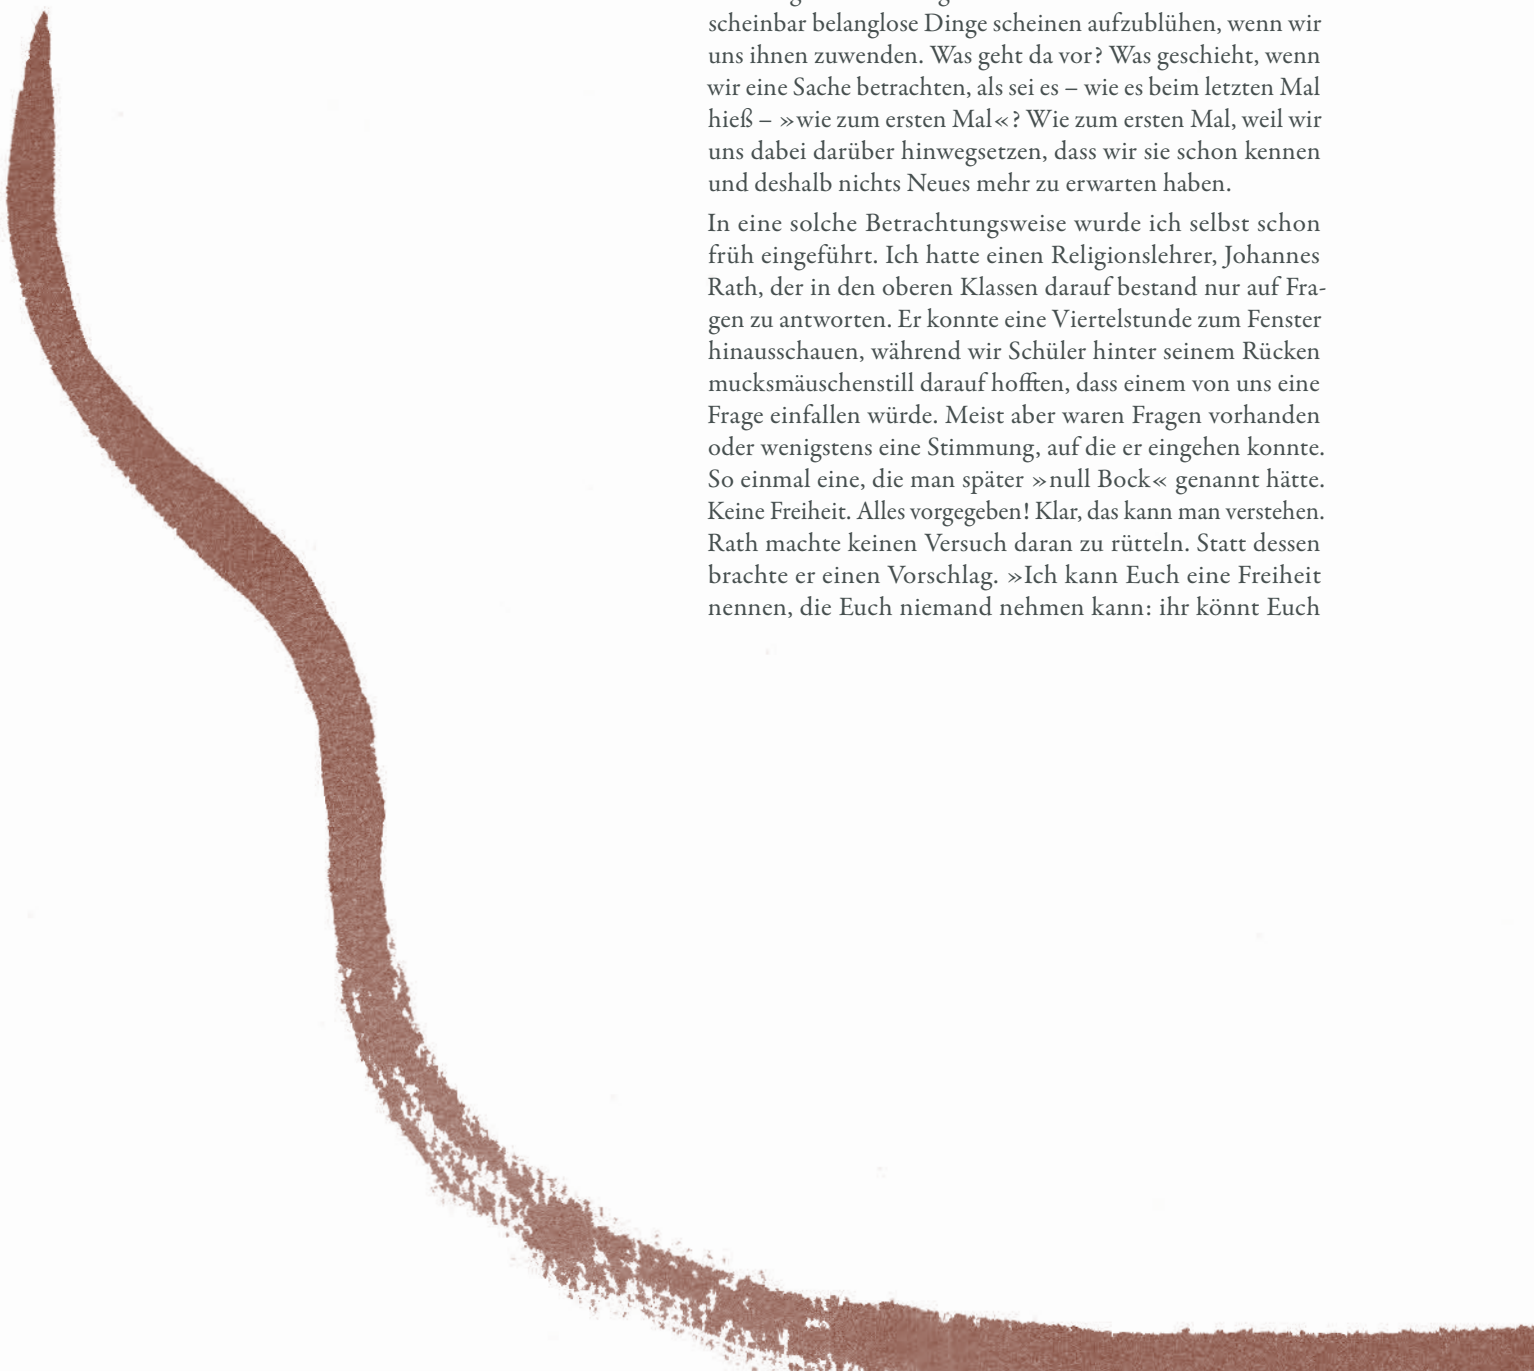 scheinbar belanglose Dinge scheinen aufzublühen, wenn wir
uns ihnen zuwenden. Was geht da vor? Was geschieht, wenn
wir eine Sache betrachten, als sei es – wie es beim letzten Mal
hieß – »wie zum ersten Mal«? Wie zum ersten Mal, weil wir
uns dabei darüber hinwegsetzen, dass wir sie schon kennen
und deshalb nichts Neues mehr zu erwarten haben.
In eine solche Betrachtungsweise wurde ich selbst schon
früh eingeführt. Ich hatte einen Religionslehrer, Johannes
Rath, der in den oberen Klassen darauf bestand nur auf Fra-
gen zu antworten. Er konnte eine Viertelstunde zum Fenster
hinausschauen, während wir Schüler hinter seinem Rücken
mucksmäuschenstill darauf hofften, dass einem von uns eine
Frage einfallen würde. Meist aber waren Fragen vorhanden
oder wenigstens eine Stimmung, auf die er eingehen konnte.
So einmal eine, die man später »null Bock« genannt hätte.
Keine Freiheit. Alles vorgegeben! Klar, das kann man verstehen.
Rath machte keinen Versuch daran zu rütteln. Statt dessen
brachte er einen Vorschlag. »Ich kann Euch eine Freiheit
nennen, die Euch niemand nehmen kann: ihr könnt Euch